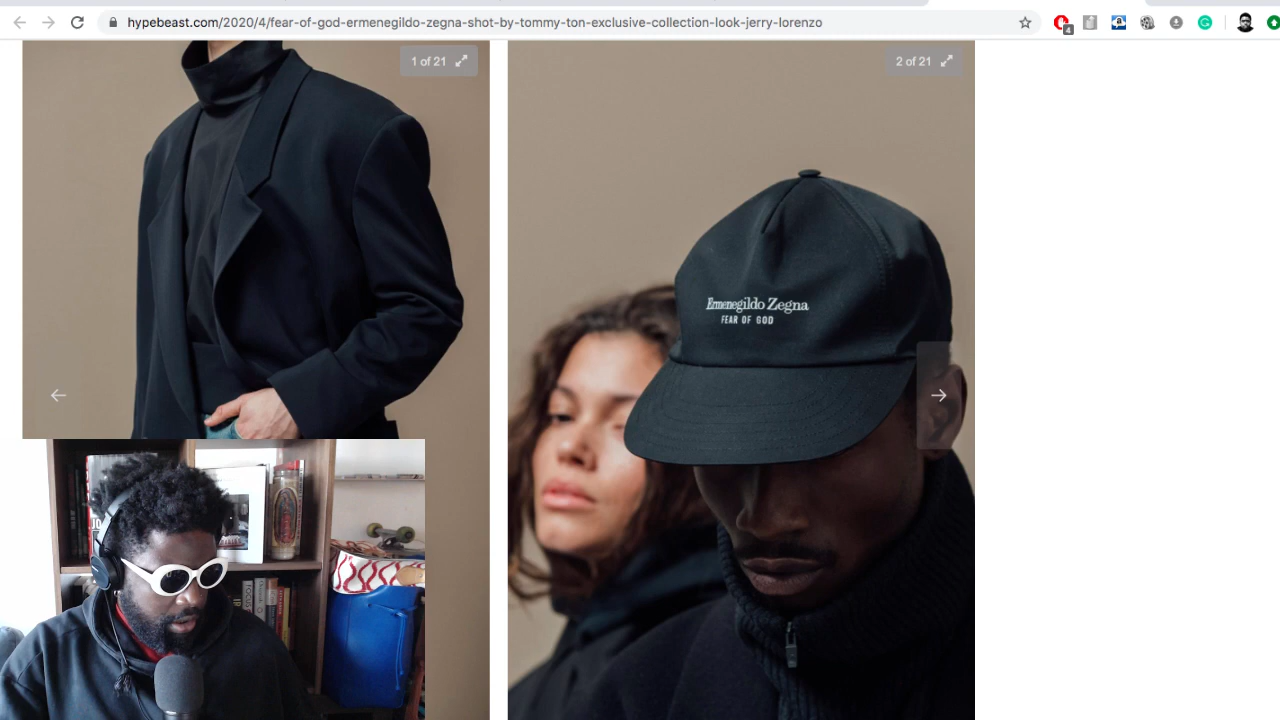 hypebeast.com/2020/4/fear-of-god-ermenegildo-zegna-shot-by-tommy-ton-exclusive-collection-look-jerry-lorenzo
4
1 of 21
2 of 21
Ermenegildo Zegna
FEAR OF GOD